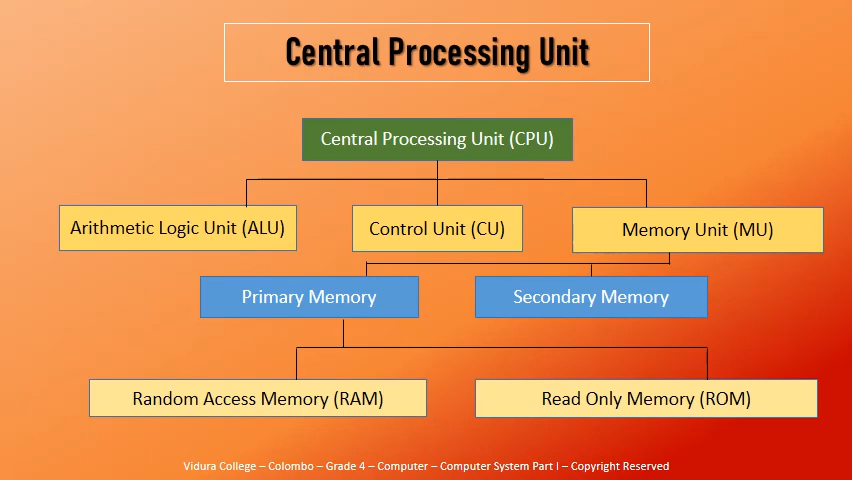 Central Processing Unit
Central Processing Unit (CPU)
Arithmetic Logic Unit (ALU)
Control Unit (CU)
Memory Unit (MU)
Primary Memory
Secondary Memory
Random Access Memory (RAM)
Read Only Memory (ROM)
Vidura College – Colombo – Grade 4 – Computer – Computer System Part I – Copyright Reserved